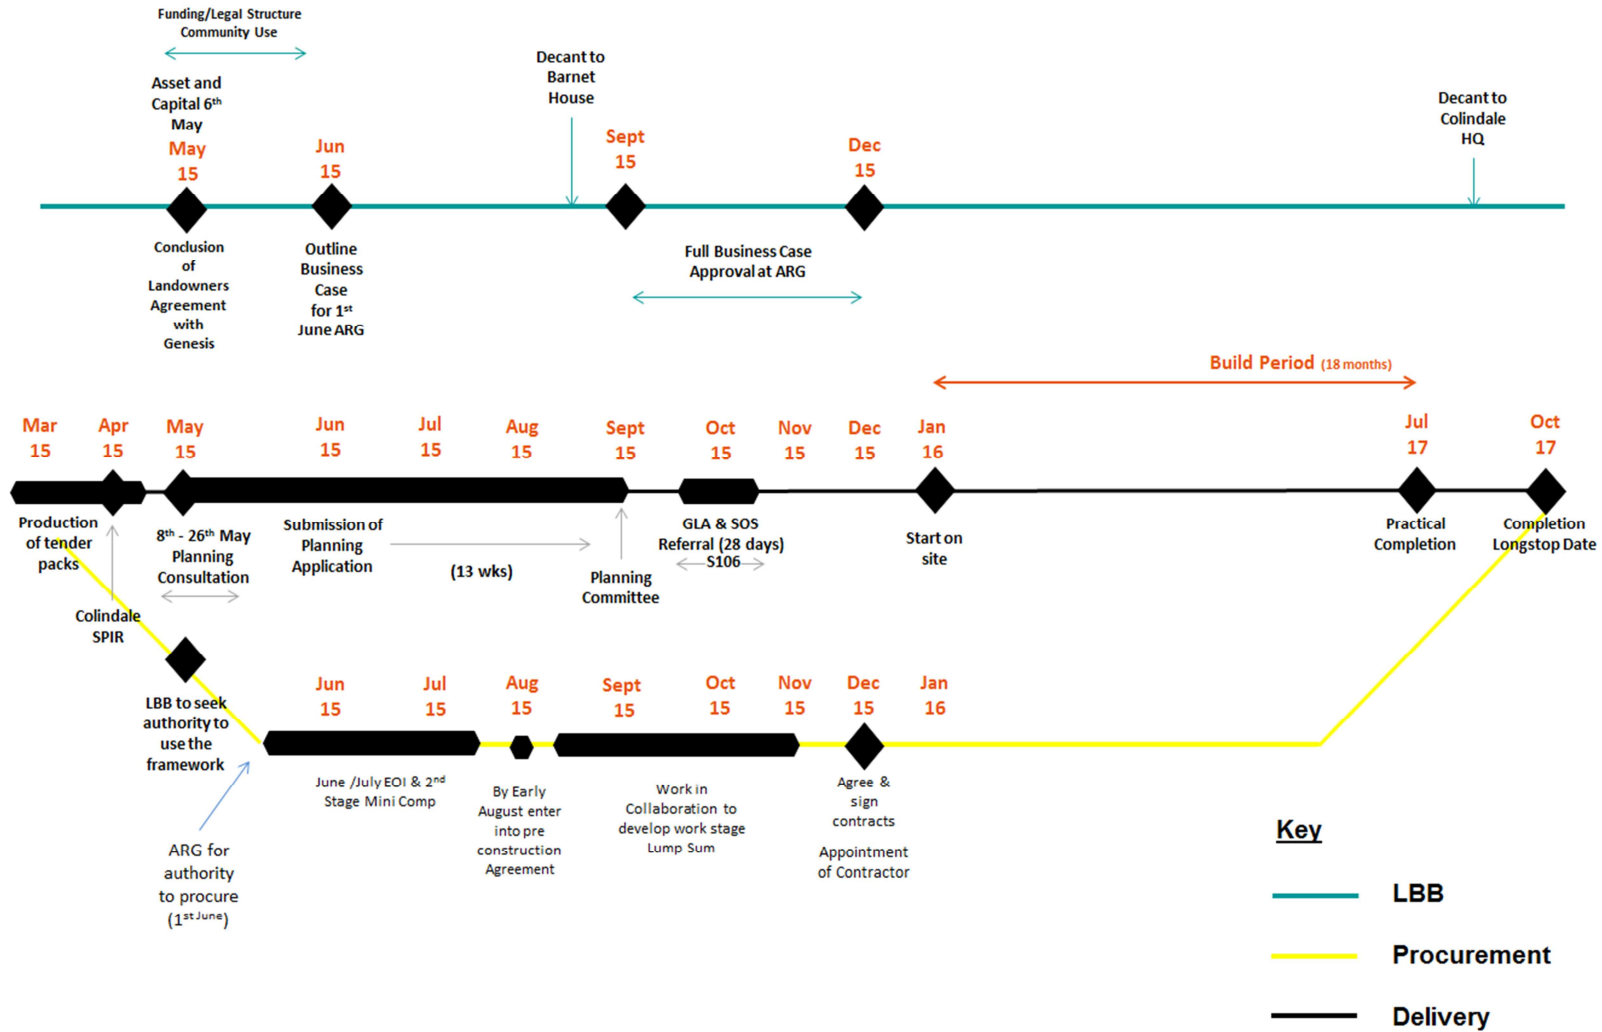 Funding/Legal Structure
Community Use
Asset and
Capital 6th
May
May
15
Jun
15
Decant to
Barnet
House
Sept
15
Dec
15
Decant to
Colindale
HQ
Conclusion
of
Landowners
Agreement
with
Genesis
Outline
Business
Case
for 1st
June ARG
Full Business Case
Approval at ARG
Build Period (18 months)
Mar
15
Apr
15
May
15
Jun
15
Jul
15
Aug
15
Sept
15
Oct
15
Nov
15
Dec
15
Jan
16
Jul
17
Oct
17
Production
of tender
packs
Colindale
SPIR
8th - 26th May
Planning
Consultation
Submission of
Planning
Application
(13 wks)
Planning
Committee
GLA & SOS
Referral (28 days)
S106
Start on
site
Practical
Completion
Completion
Longstop Date
LBB to seek
authority to
use the
framework
ARG for
authority
to procure
(1st June)
Jun
15
Jul
15
Aug
15
Sept
15
Oct
15
Nov
15
Dec
15
Jan
16
June /July EOI & 2nd
Stage Mini Comp
By Early
August enter
into pre
construction
Agreement
Work in
Collaboration to
develop work stage
Lump Sum
Agree &
sign
contracts
Appointment
of Contractor
Key
LBB
Procurement
Delivery